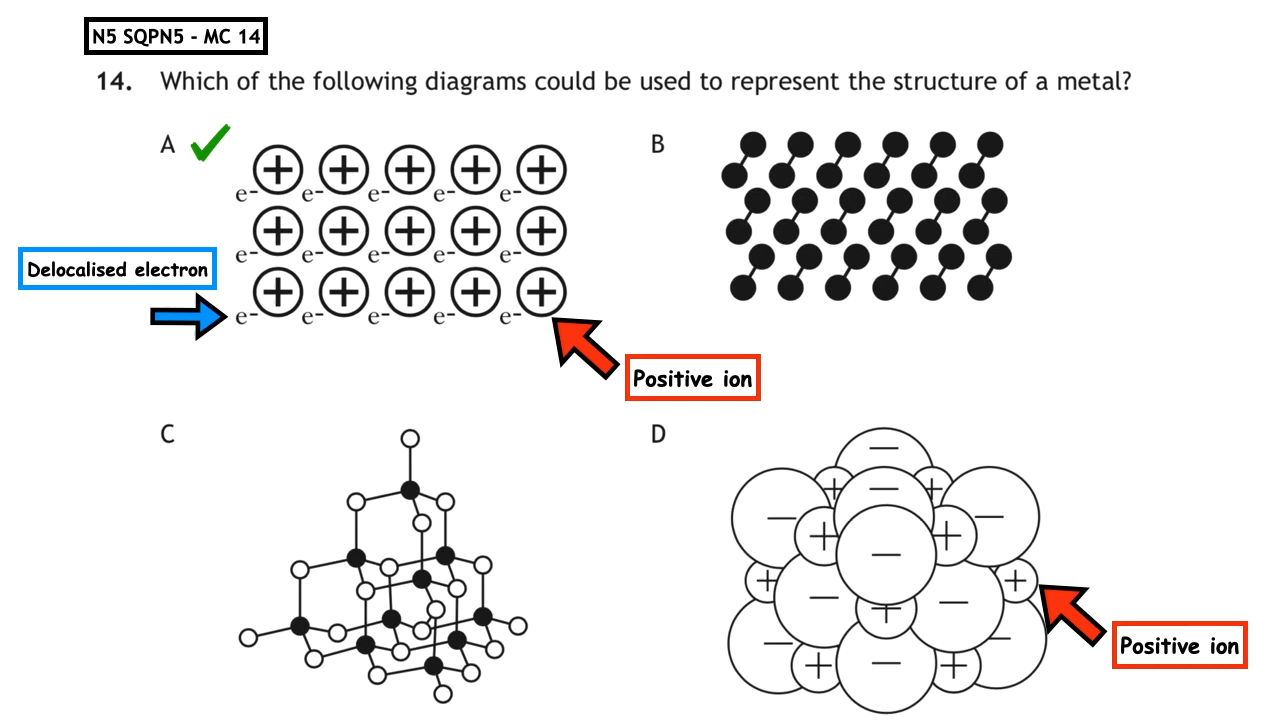 N5 SQPN5 - MC 14
14. Which of the following diagrams could be used to represent the structure of a metal?
A
B
+ + + + +
e- e- e- e- e-
+ + + + +
e- e- e- e- e-
+ + + + +
e- e- e- e- e-
Delocalised electron
Positive ion
C
D
−
+ − +
− −
+ +
−
+ +
− −
+
− −
+ − +
Positive ion